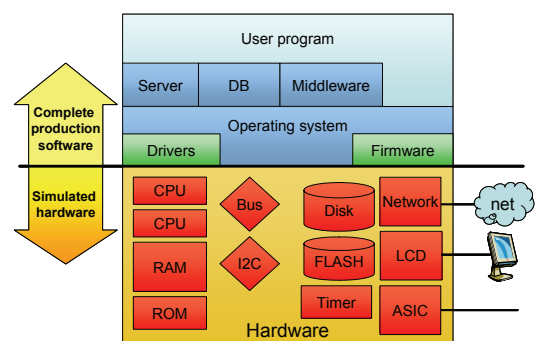 User program
Server
DB
Middleware
Complete
production
software
Operating system
Drivers
Firmware
Simulated
hardware
CPU
Bus
Disk
Network
net
CPU
RAM
I2C
FLASH
LCD
ROM
Timer
ASIC
Hardware